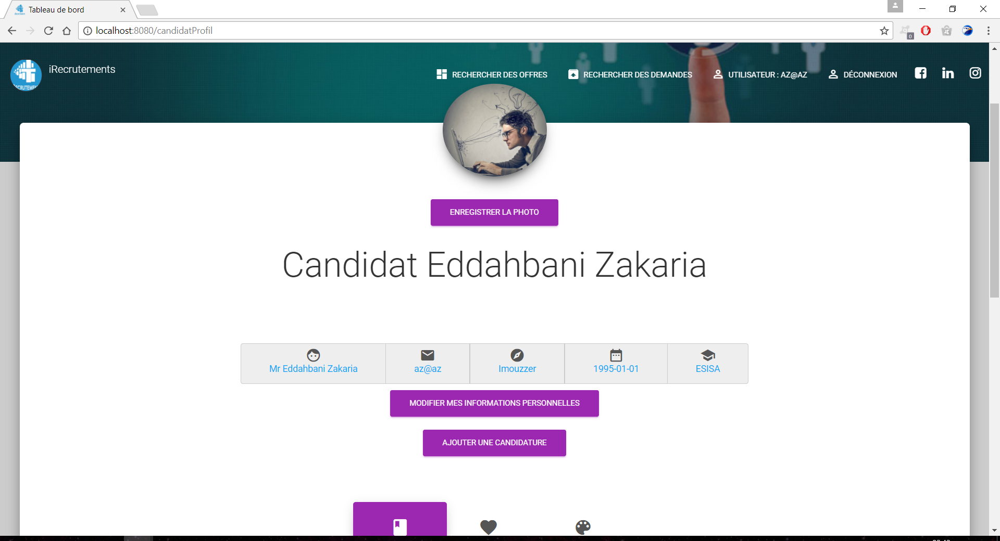 Tableau de bord
localhost:8080/candidatProfil
0
iRecrutements
RECHERCHER DES OFFRES
RECHERCHER DES DEMANDES
UTILISATEUR : AZ@AZ
DÉCONNEXION
ENREGISTRER LA PHOTO
Candidat Eddahbani Zakaria
Mr Eddahbani Zakaria
az@az
Imouzzer
1995-01-01
ESISA
MODIFIER MES INFORMATIONS PERSONNELLES
AJOUTER UNE CANDIDATURE